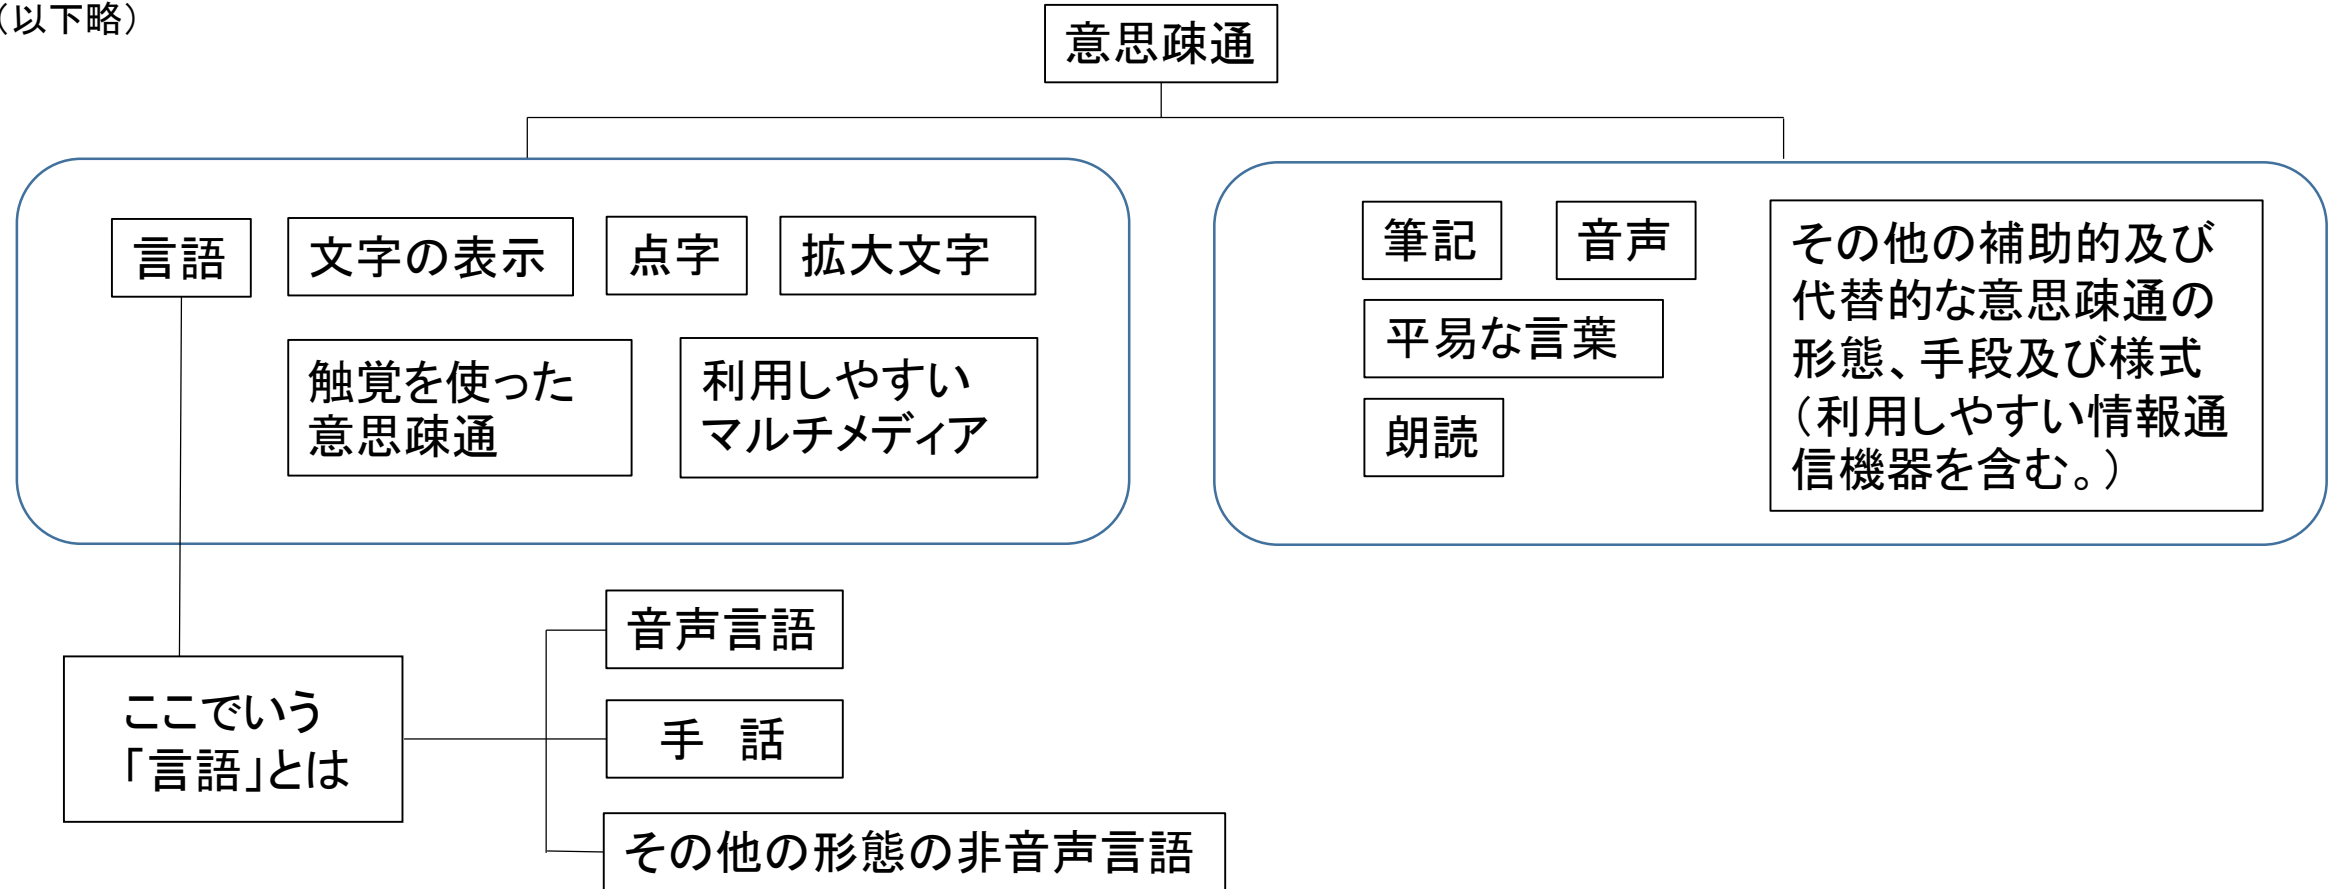 （以下略）
意思疎通
言語
文字の表示
点字
拡大文字
触覚を使った
意思疎通
利用しやすい
マルチメディア
筆記
音声
平易な言葉
朗読
その他の補助的及び
代替的な意思疎通の
形態、手段及び様式
（利用しやすい情報通
信機器を含む。）
ここでいう
「言語」とは
音声言語
手　話
その他の形態の非音声言語